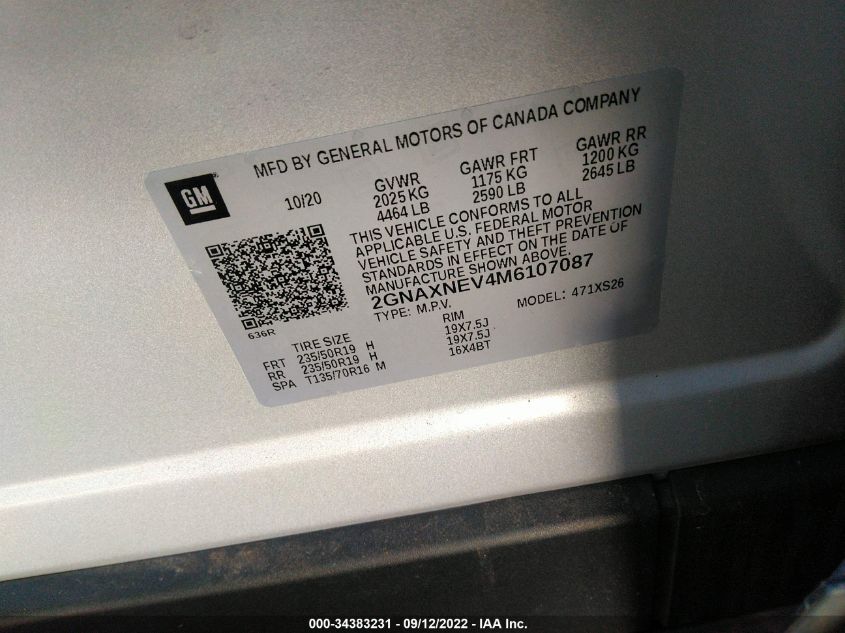 MFD BY GENERAL MOTORS OF CANADA COMPANY
GM
10/20
GVWR GAWR FRT GAWR RR
2025 KG 1175 KG 1200 KG
4464 LB 2590 LB 2645 LB
THIS VEHICLE CONFORMS TO ALL
APPLICABLE U.S. FEDERAL MOTOR
VEHICLE SAFETY AND THEFT PREVENTION
STANDARDS IN EFFECT ON THE DATE OF
MANUFACTURE SHOWN ABOVE.
2GNAXNEV4M6107087
TYPE: M.P.V. MODEL: 471XS26
636R
TIRE SIZE RIM
FRT 235/50R19 H 19X7.5J
RR 235/50R19 H 19X7.5J
SPA T135/70R16 M 16X4BT
000-34383231 - 09/12/2022 - IAA Inc.